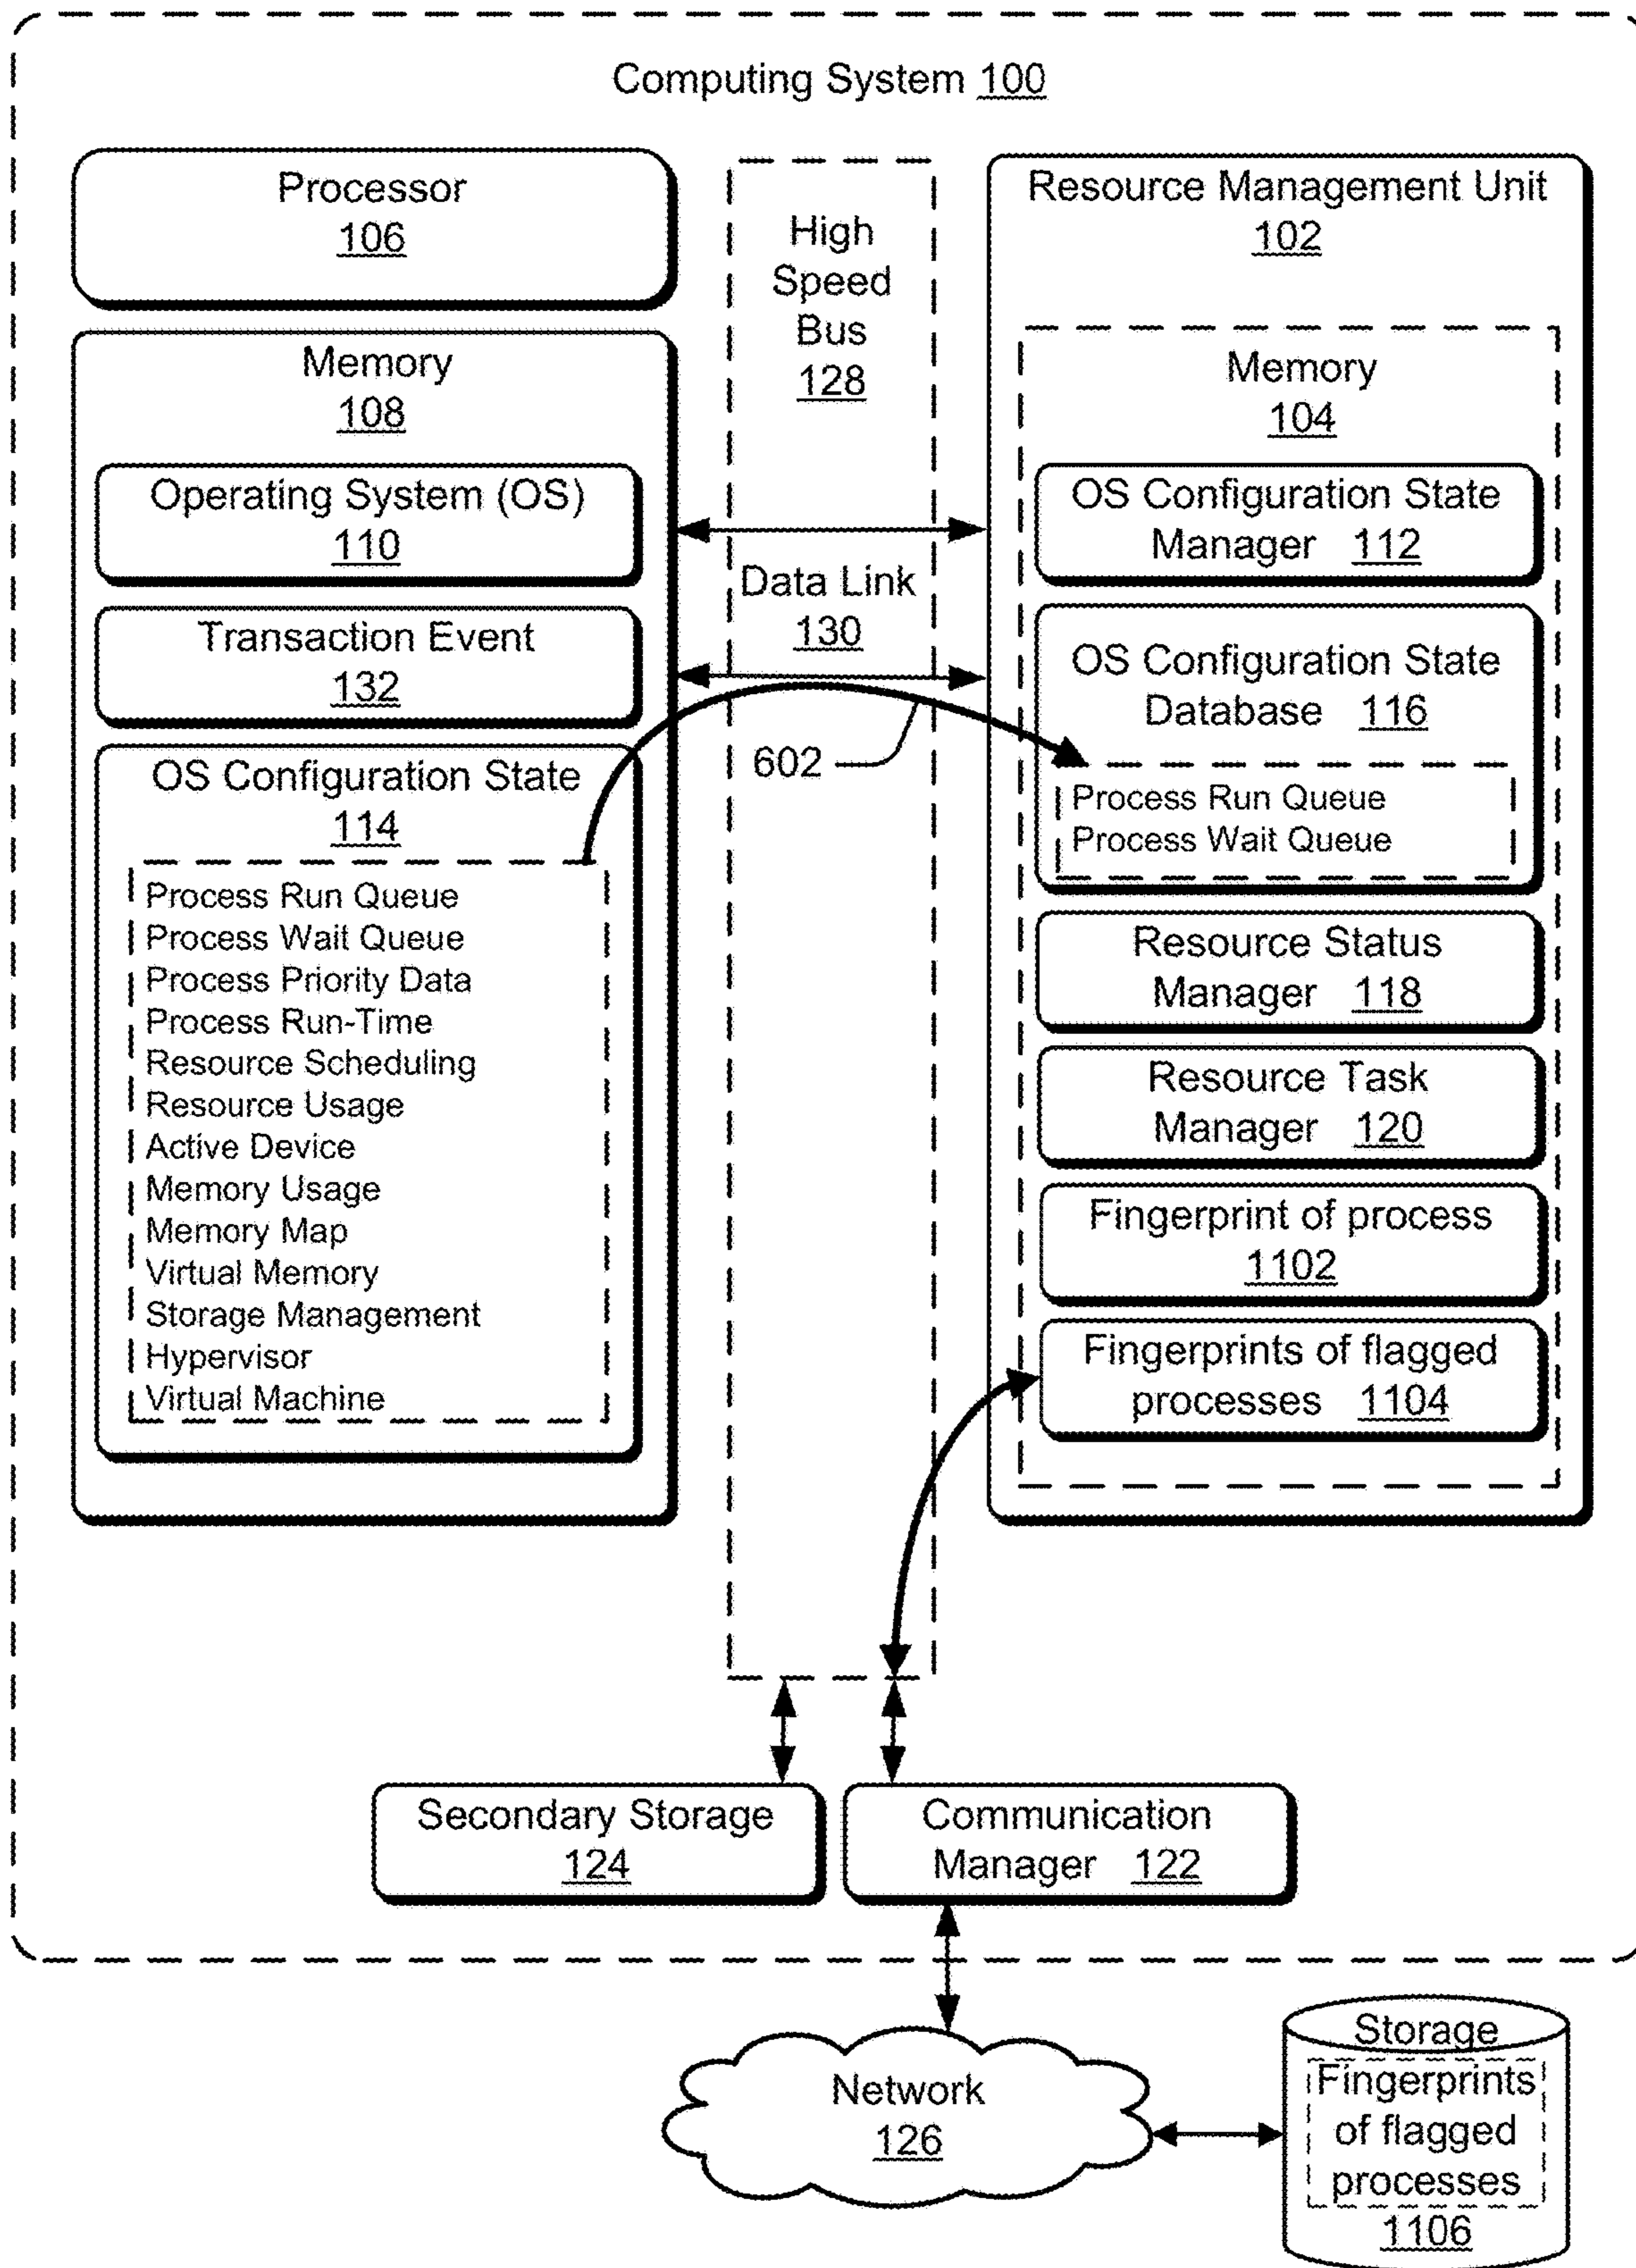 Computing System 100
Processor
106
Memory
108
Operating System (OS)
110
Transaction Event
132
OS Configuration State
114
Process Run Queue
Process Wait Queue
Process Priority Data
Process Run-Time
Resource Scheduling
Resource Usage
Active Device
Memory Usage
Memory Map
Virtual Memory
Storage Management
Hypervisor
Virtual Machine
High
Speed
Bus
128
Data Link
130
602
Resource Management Unit
102
Memory
104
OS Configuration State
Manager 112
OS Configuration State
Database 116
Process Run Queue
Process Wait Queue
Resource Status
Manager 118
Resource Task
Manager 120
Fingerprint of process
1102
Fingerprints of flagged
processes 1104
Secondary Storage
124
Communication
Manager 122
Network
126
Storage
Fingerprints
of flagged
processes
1106